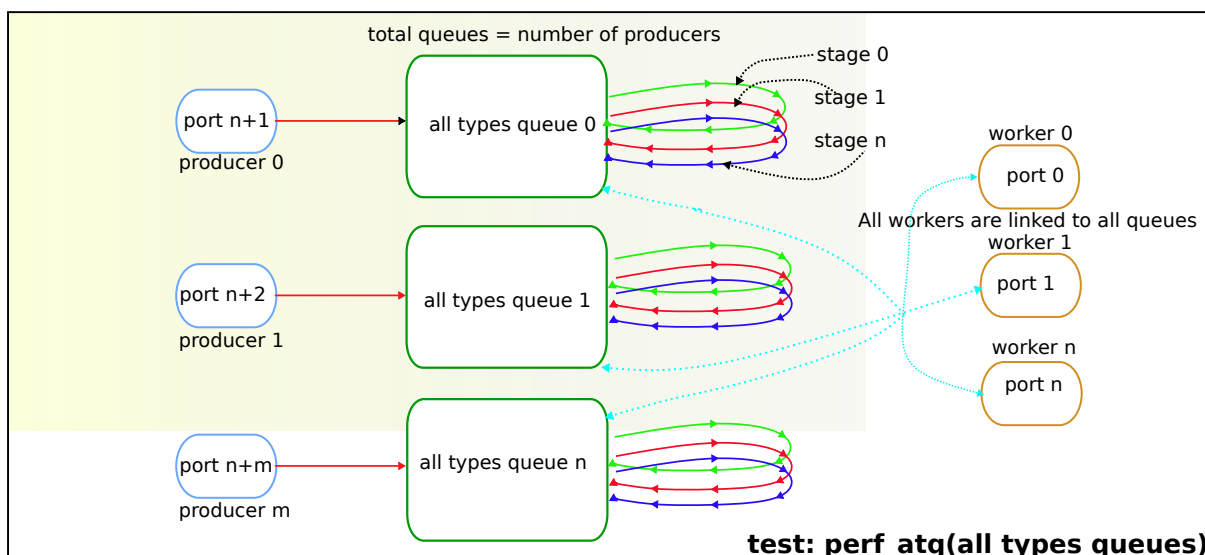 total queues = number of producers
stage 0
stage 1
stage n
port n+1
producer 0
all types queue 0
worker 0
port 0
All workers are linked to all queues
worker 1
port 1
port n+2
producer 1
all types queue 1
worker n
port n
port n+m
producer m
all types queue n
test: perf_atq(all types queues)